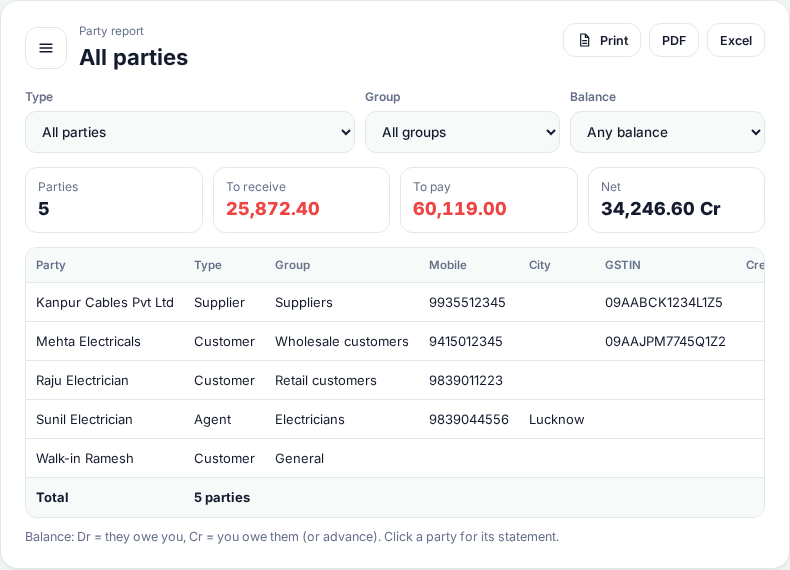 Party report
All parties
Print
PDF
Excel
Type
Group
Balance
All parties
All groups
Any balance
Parties
5
To receive
25,872.40
To pay
60,119.00
Net
34,246.60 Cr
Party Type Group Mobile City GSTIN Cre
Kanpur Cables Pvt Ltd Supplier Suppliers 9935512345 09AABCK1234L1Z5
Mehta Electricals Customer Wholesale customers 9415012345 09AAJPM7745Q1Z2
Raju Electrician Customer Retail customers 9839011223
Sunil Electrician Agent Electricians 9839044556 Lucknow
Walk-in Ramesh Customer General
Total 5 parties
Balance: Dr = they owe you, Cr = you owe them (or advance). Click a party for its statement.